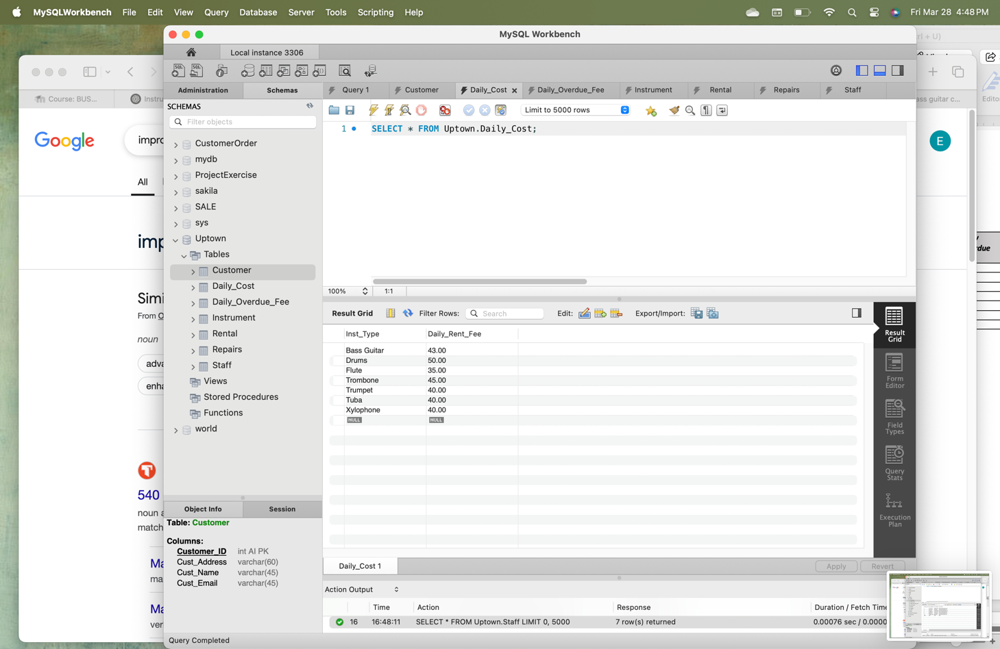 MySQLWorkbench File Edit View Query Database Server Tools Scripting Help
Fri Mar 28 4:48 PM
MySQL Workbench
Local instance 3306
Administration Schemas
Query 1 Customer Daily_Cost Daily_Overdue_Fee Instrument Rental Repairs Staff
SCHEMAS
Filter objects
CustomerOrder
mydb
ProjectExercise
sakila
SALE
sys
Uptown
Tables
Customer
Daily_Cost
Daily_Overdue_Fee
Instrument
Rental
Repairs
Staff
Views
Stored Procedures
Functions
world
Limit to 5000 rows
1 SELECT * FROM Uptown.Daily_Cost;
100% 1:1
Result Grid Filter Rows: Search Edit: Export/Import:
Inst_Type Daily_Rent_Fee
Bass Guitar 43.00
Drums 50.00
Flute 35.00
Trombone 45.00
Trumpet 40.00
Tuba 40.00
Xylophone 40.00
NULL NULL
Result Grid
Form Editor
Field Types
Query Stats
Execution Plan
Object Info Session
Table: Customer
Columns:
Customer_ID int AI PK
Cust_Address varchar(60)
Cust_Name varchar(45)
Cust_Email varchar(45)
Daily_Cost 1
Apply Revert
Action Output
Time Action Response Duration / Fetch Time
16 16:48:11 SELECT * FROM Uptown.Staff LIMIT 0, 5000 7 row(s) returned 0.00076 sec / 0.0000
Query Completed
Course: BUS...
Instru
Google
impro
All
imp
Simi
From O
noun
adva
enha
540
noun a
match
Ma
ma
Ma
ver
rl + U)
ass guitar c...
Edito
E
due